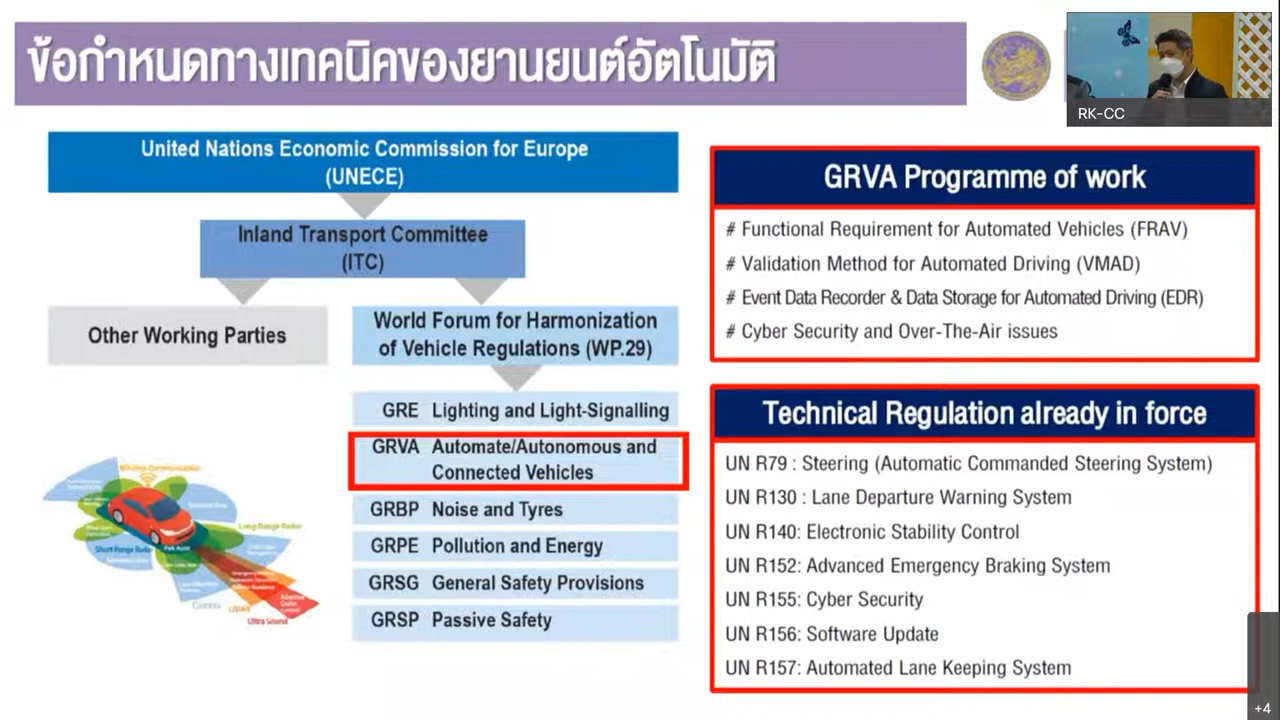 ข้อกำหนดทางเทคนิคของยานยนต์อัตโนมัติ
RK-CC
United Nations Economic Commission for Europe
(UNECE)
Inland Transport Committee
(ITC)
Other Working Parties
World Forum for Harmonization
of Vehicle Regulations (WP.29)
GRE Lighting and Light-Signalling
GRVA Automate/Autonomous and
Connected Vehicles
GRBP Noise and Tyres
GRPE Pollution and Energy
GRSG General Safety Provisions
GRSP Passive Safety
Long-Range Radar
Short-Range Radar
Park Assist
Camera
LIDAR
Ultra Sound
GRVA Programme of work
# Functional Requirement for Automated Vehicles (FRAV)
# Validation Method for Automated Driving (VMAD)
# Event Data Recorder & Data Storage for Automated Driving (EDR)
# Cyber Security and Over-The-Air issues
Technical Regulation already in force
UN R79 : Steering (Automatic Commanded Steering System)
UN R130 : Lane Departure Warning System
UN R140: Electronic Stability Control
UN R152: Advanced Emergency Braking System
UN R155: Cyber Security
UN R156: Software Update
UN R157: Automated Lane Keeping System
+4